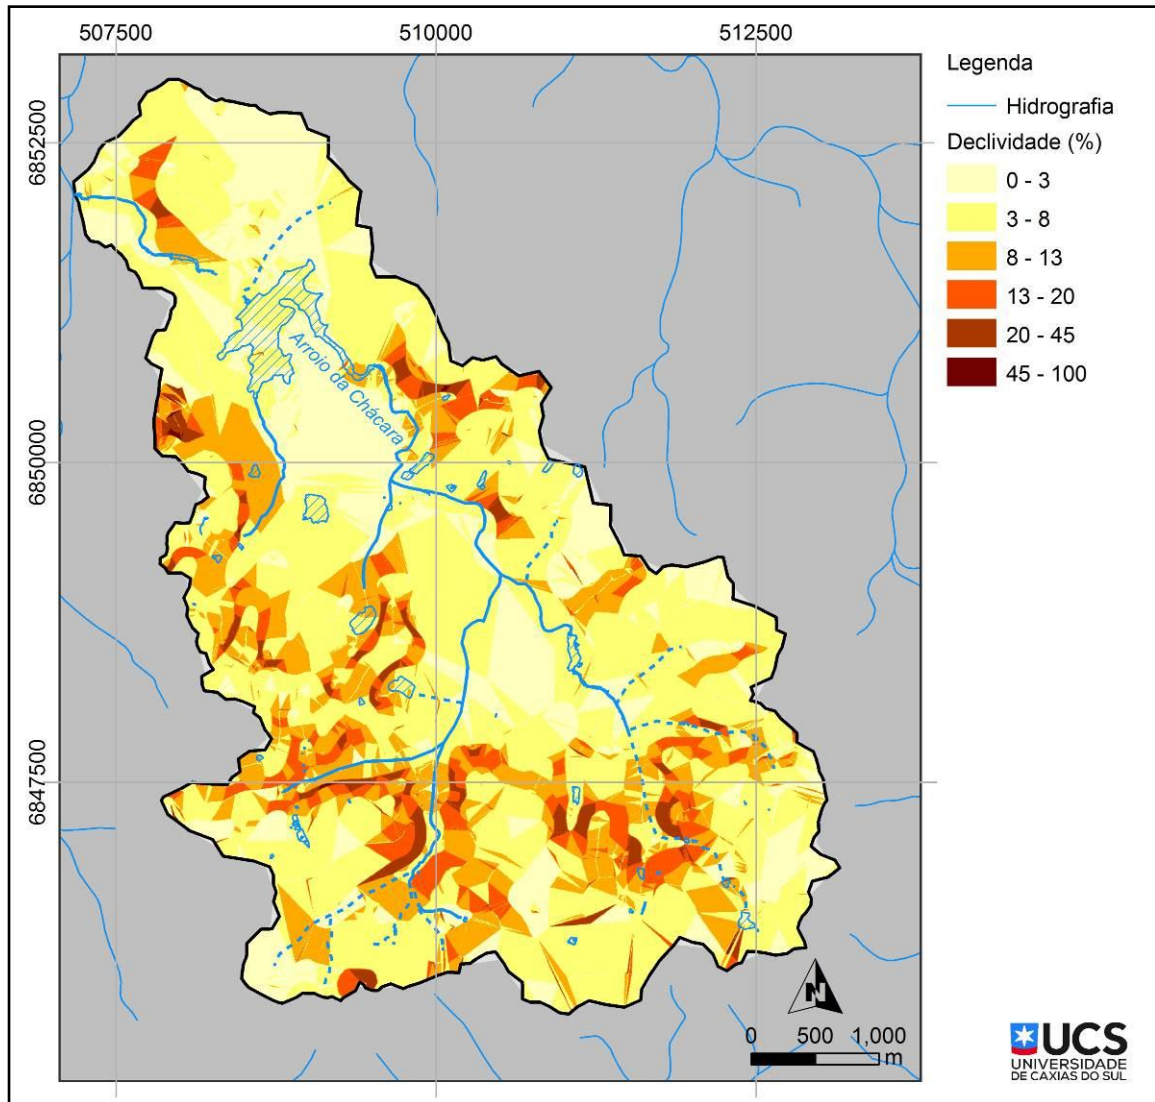 507500
510000
512500
6852500
6850000
6847500
Arroio da Chácara
Legenda
Hidrografia
Declividade (%)
0 - 3
3 - 8
8 - 13
13 - 20
20 - 45
45 - 100
N
0 500 1,000
m
UCS
UNIVERSIDADE
DE CAXIAS DO SUL